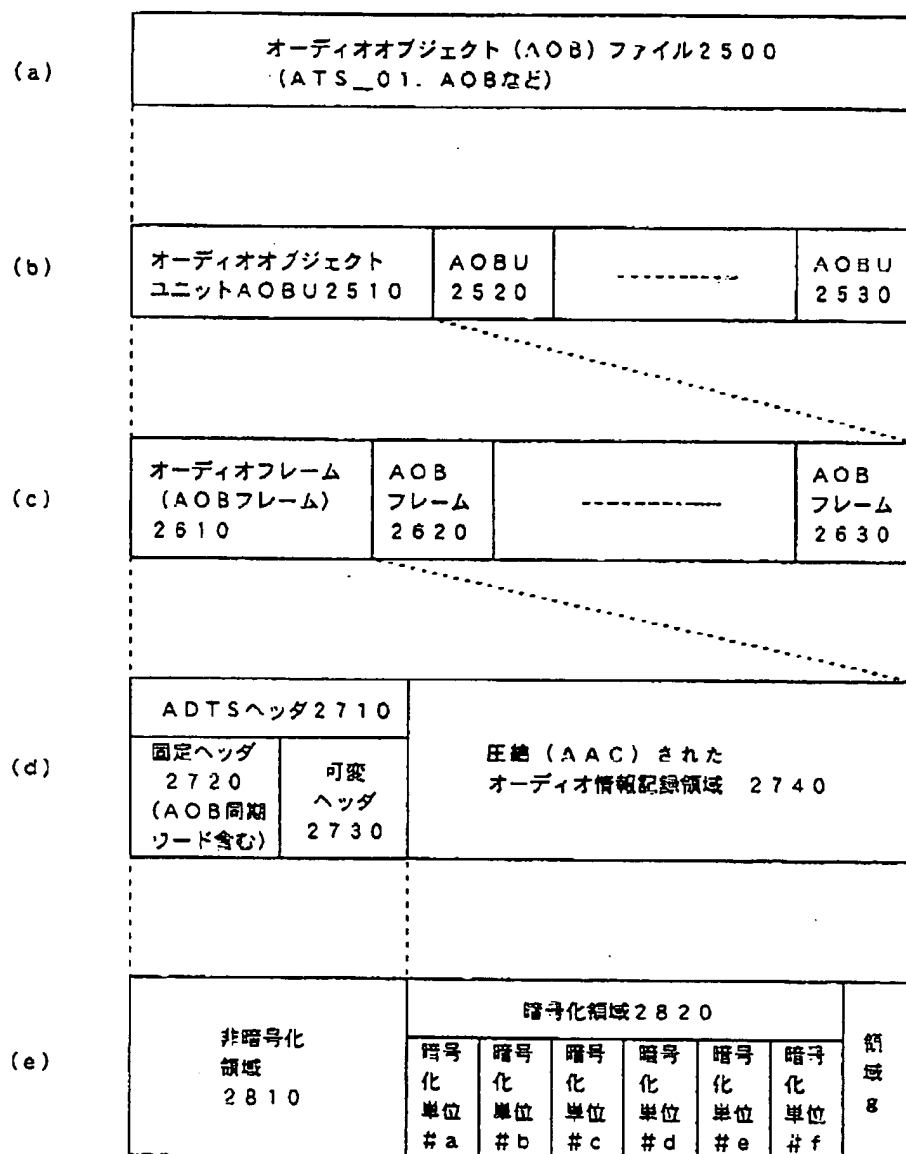 (a)
オーディオオブジェクト（AOB）ファイル2500
（ATS__01．AOBなど）
(b)
オーディオオブジェクト
ユニットAOBU2510
AOBU
2520
AOBU
2530
(c)
オーディオフレーム
（AOBフレーム）
2610
AOB
フレーム
2620
AOB
フレーム
2630
(d)
ADTSヘッダ2710
固定ヘッダ
2720
（AOB同期
ワード含む）
可変
ヘッダ
2730
圧縮（AAC）された
オーディオ情報記録領域　2740
(e)
非暗号化
領域
2810
暗号化領域2820
暗号
化
単位
#a
暗号
化
単位
#b
暗号
化
単位
#c
暗号
化
単位
#d
暗号
化
単位
#e
暗号
化
単位
#f
領
域
g